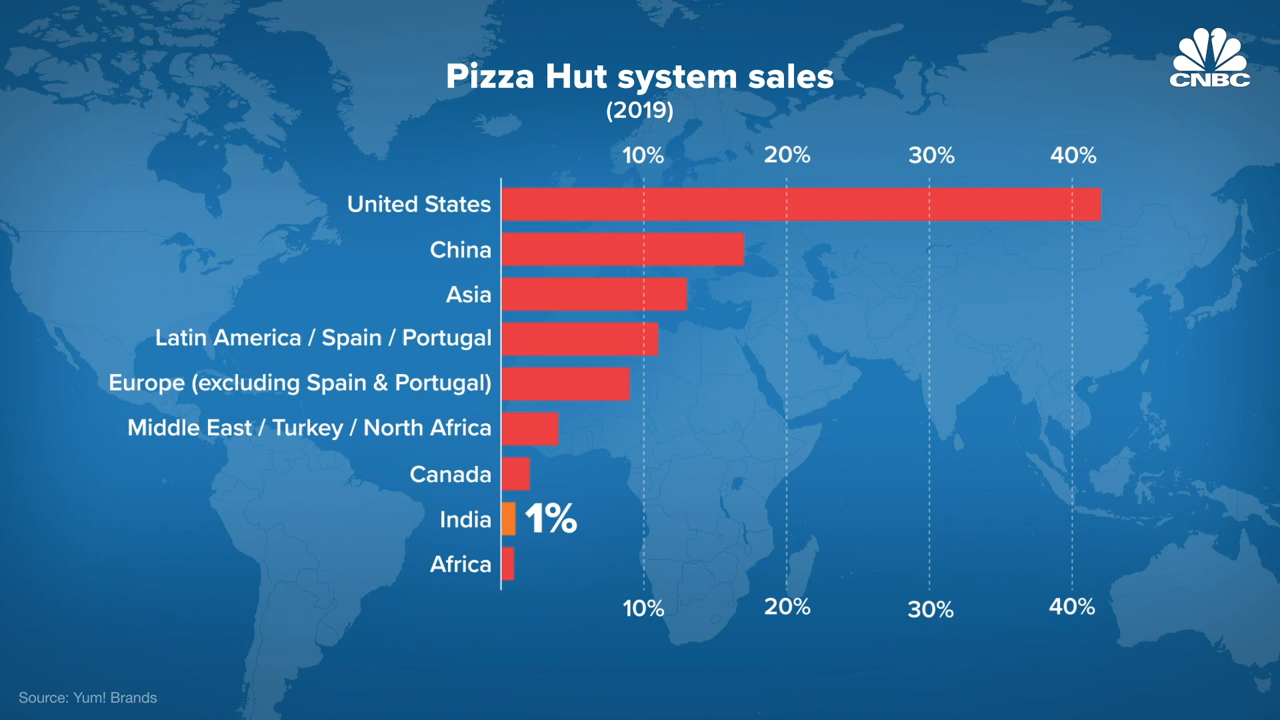 CNBC
Pizza Hut system sales
(2019)
10% 20% 30% 40%
United States
China
Asia
Latin America / Spain / Portugal
Europe (excluding Spain & Portugal)
Middle East / Turkey / North Africa
Canada
India 1%
Africa
10% 20% 30% 40%
Source: Yum! Brands